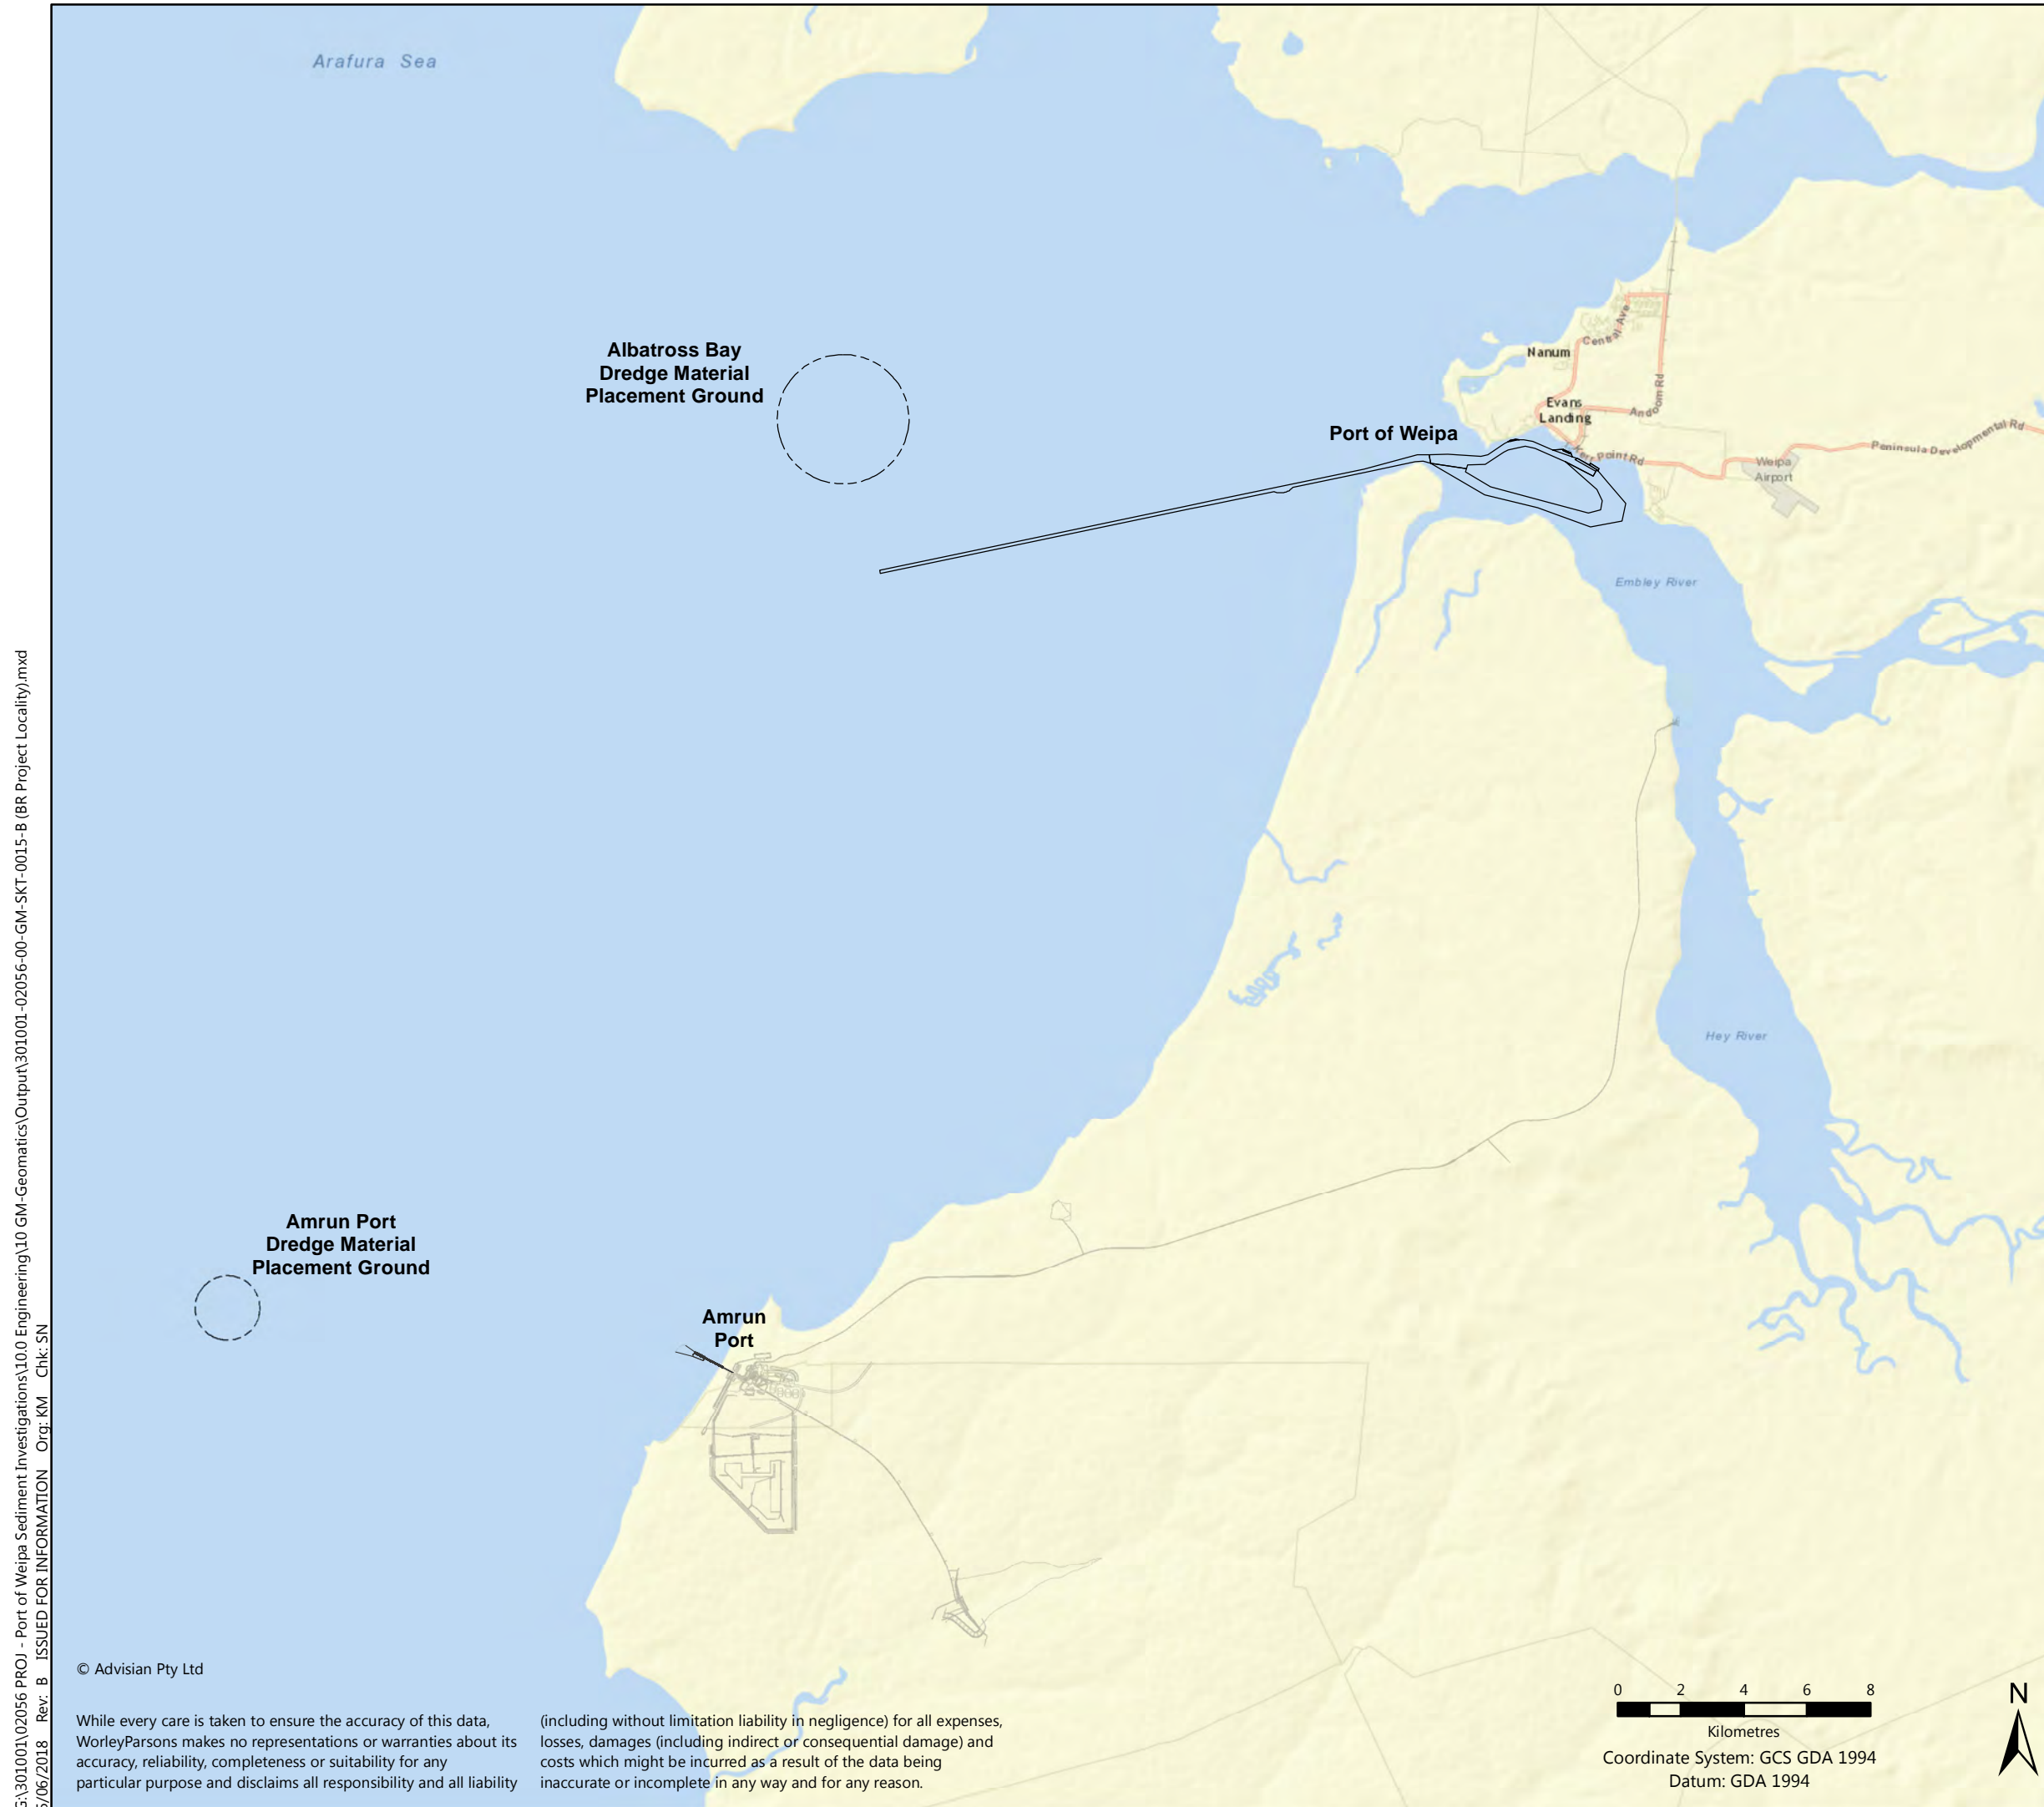 Arafura Sea
Albatross Bay
Dredge Material
Placement Ground
Port of Weipa
Nanum
Evans
Landing
Central Ave
Andoom Rd
Kerr Point Rd
Peninsula Developmental Rd
Weipa
Airport
Embley River
Hey River
Amrun Port
Dredge Material
Placement Ground
Amrun
Port
© Advisian Pty Ltd
While every care is taken to ensure the accuracy of this data,
WorleyParsons makes no representations or warranties about its
accuracy, reliability, completeness or suitability for any
particular purpose and disclaims all responsibility and all liability
(including without limitation liability in negligence) for all expenses,
losses, damages (including indirect or consequential damage) and
costs which might be incurred as a result of the data being
inaccurate or incomplete in any way and for any reason.
0 2 4 6 8
Kilometres
Coordinate System: GCS GDA 1994
Datum: GDA 1994
N
G:\301001\02056 PROJ - Port of Weipa Sediment Investigations\10.0 Engineering\10 GM-Geomatics\Output\301001-02056-00-GM-SKT-0015-B (BR Project Locality).mxd
/06/2018 Rev: B ISSUED FOR INFORMATION Org: KM Chk: SN